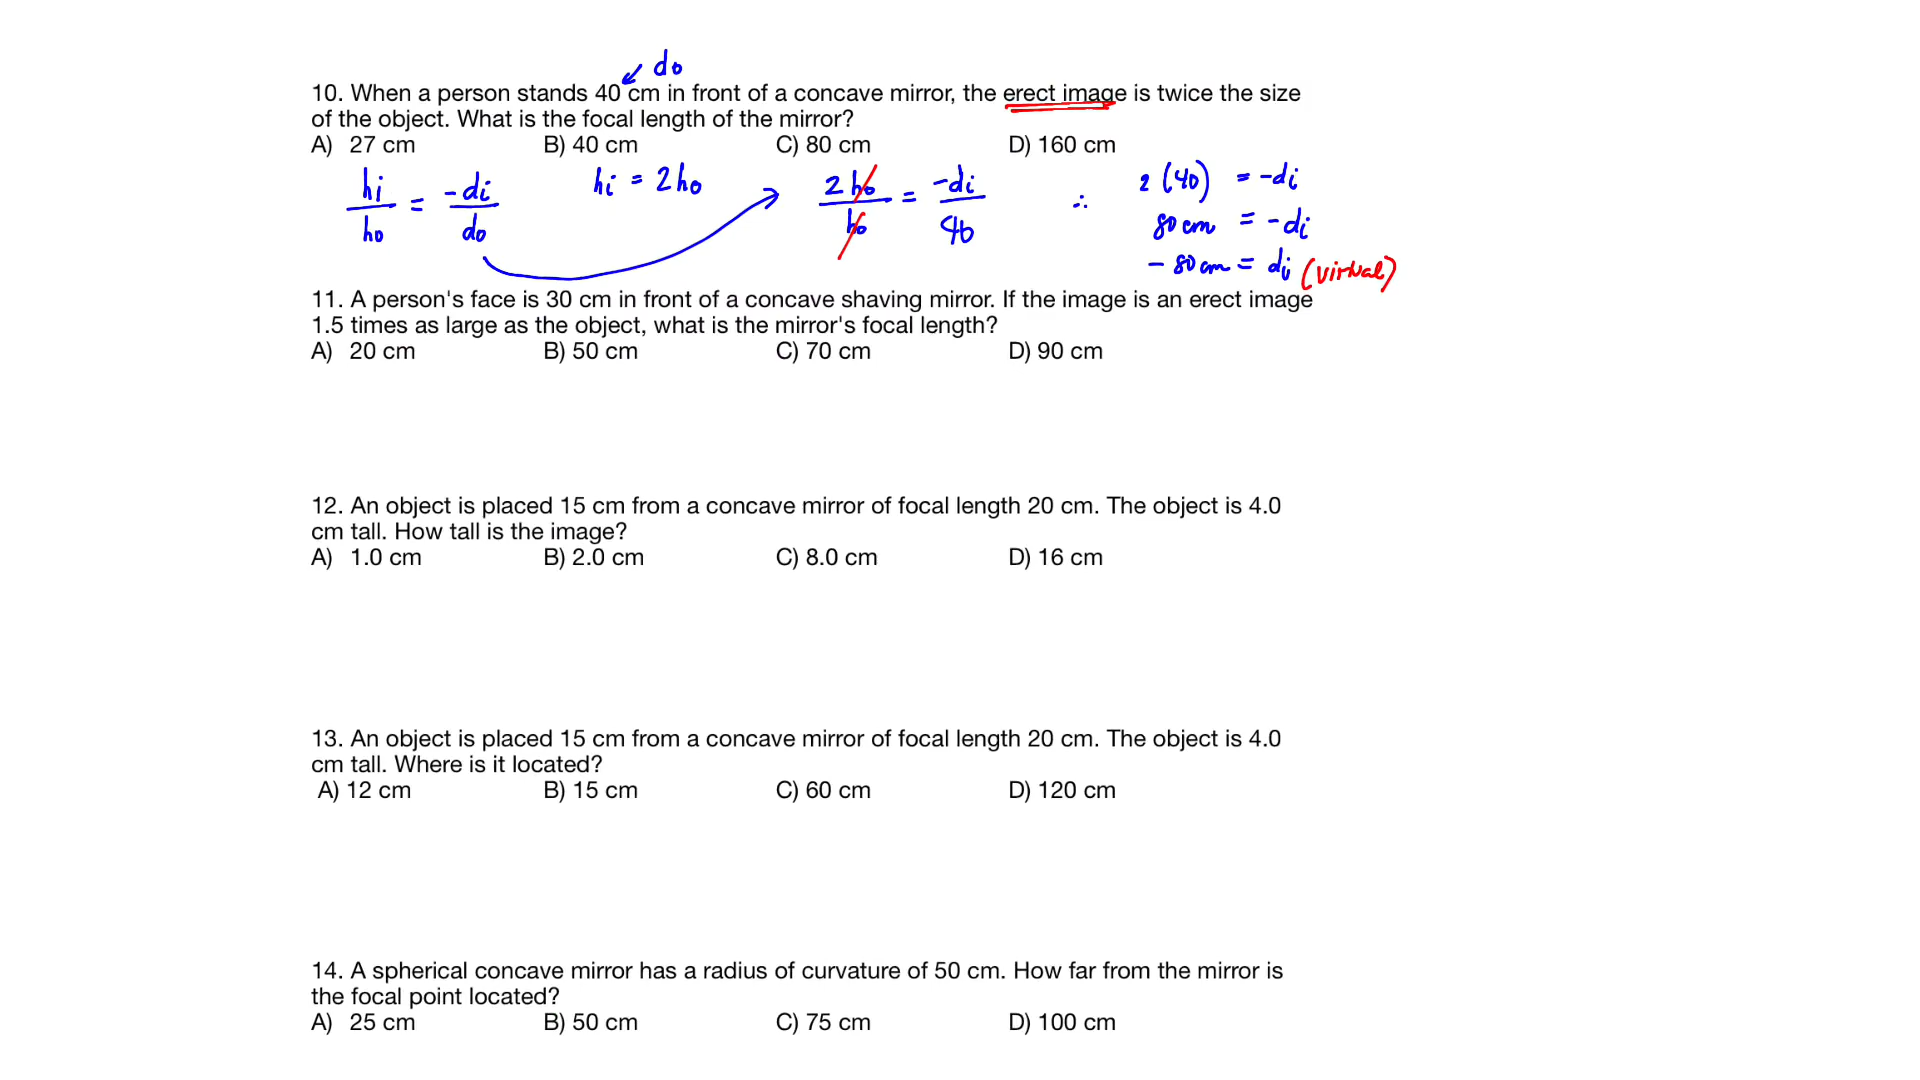 do
10. When a person stands 40 cm in front of a concave mirror, the erect image is twice the size
of the object. What is the focal length of the mirror?
A) 27 cm B) 40 cm C) 80 cm D) 160 cm
hi/ho = -di/do hi = 2ho 2ho/ho = -di/40 ∴ 2(40) = -di
80 cm = -di
- 80 cm = di (virtual)
11. A person's face is 30 cm in front of a concave shaving mirror. If the image is an erect image
1.5 times as large as the object, what is the mirror's focal length?
A) 20 cm B) 50 cm C) 70 cm D) 90 cm
12. An object is placed 15 cm from a concave mirror of focal length 20 cm. The object is 4.0
cm tall. How tall is the image?
A) 1.0 cm B) 2.0 cm C) 8.0 cm D) 16 cm
13. An object is placed 15 cm from a concave mirror of focal length 20 cm. The object is 4.0
cm tall. Where is it located?
A) 12 cm B) 15 cm C) 60 cm D) 120 cm
14. A spherical concave mirror has a radius of curvature of 50 cm. How far from the mirror is
the focal point located?
A) 25 cm B) 50 cm C) 75 cm D) 100 cm